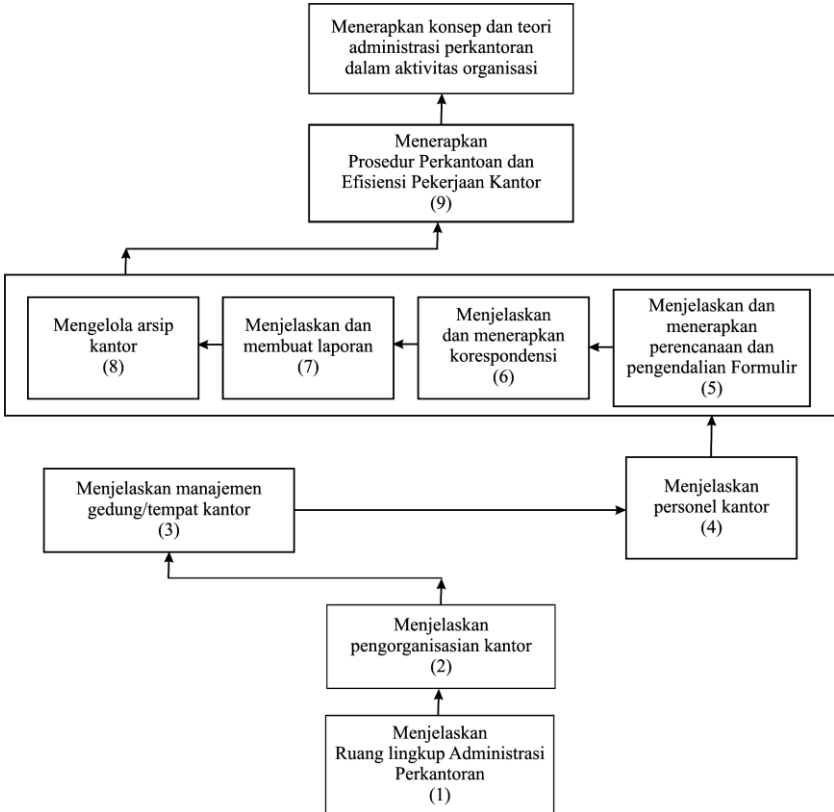 Menerapkan konsep dan teori
administrasi perkantoran
dalam aktivitas organisasi
Menerapkan
Prosedur Perkantoan dan
Efisiensi Pekerjaan Kantor
(9)
Mengelola arsip
kantor
(8)
Menjelaskan dan
membuat laporan
(7)
Menjelaskan
dan menerapkan
korespondensi
(6)
Menjelaskan dan
menerapkan
perencanaan dan
pengendalian Formulir
(5)
Menjelaskan manajemen
gedung/tempat kantor
(3)
Menjelaskan
personel kantor
(4)
Menjelaskan
pengorganisasian kantor
(2)
Menjelaskan
Ruang lingkup Administrasi
Perkantoran
(1)